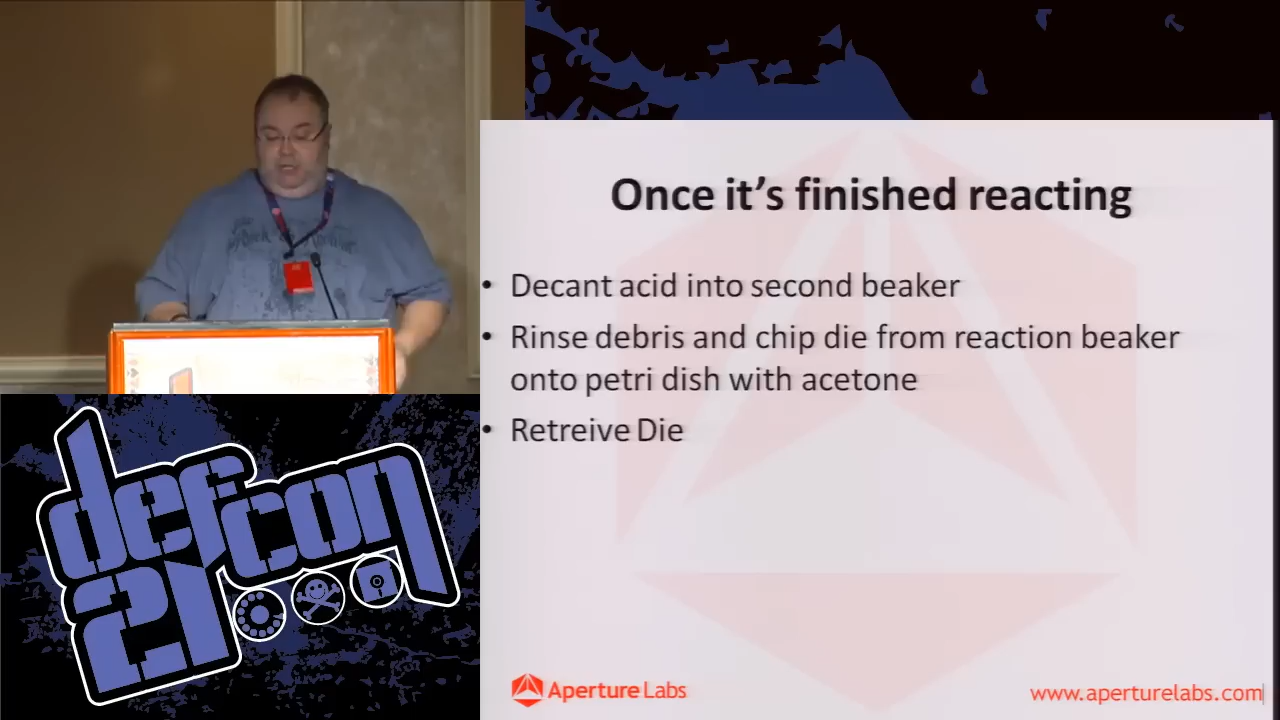 Once it's finished reacting
• Decant acid into second beaker
• Rinse debris and chip die from reaction beaker
onto petri dish with acetone
• Retreive Die
Aperture Labs
www.aperturelabs.com
defcon
21